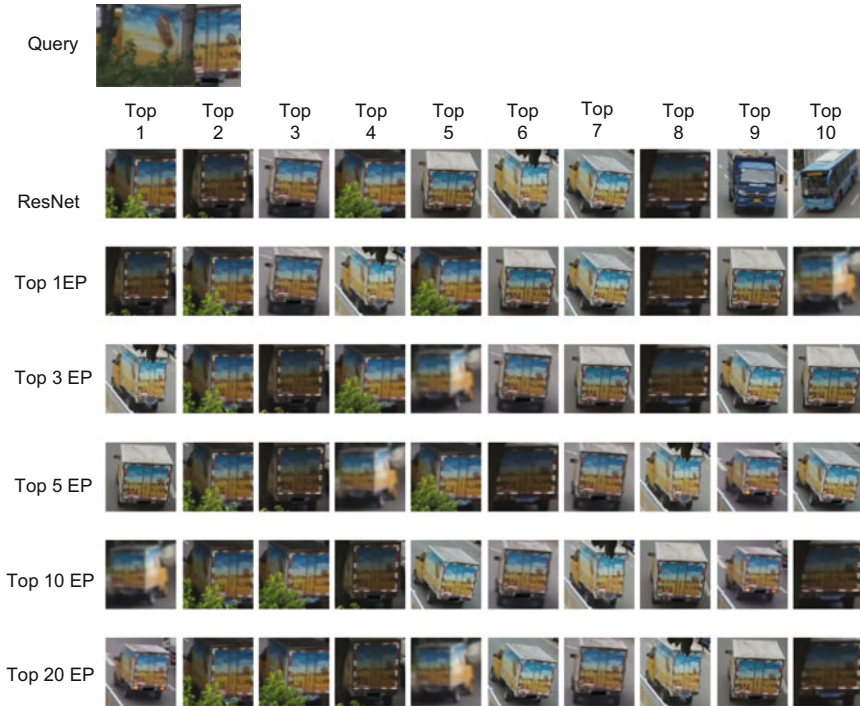 Query
Top Top Top Top Top Top Top Top Top Top
1 2 3 4 5 6 7 8 9 10
ResNet
Top 1EP
Top 3 EP
Top 5 EP
Top 10 EP
Top 20 EP